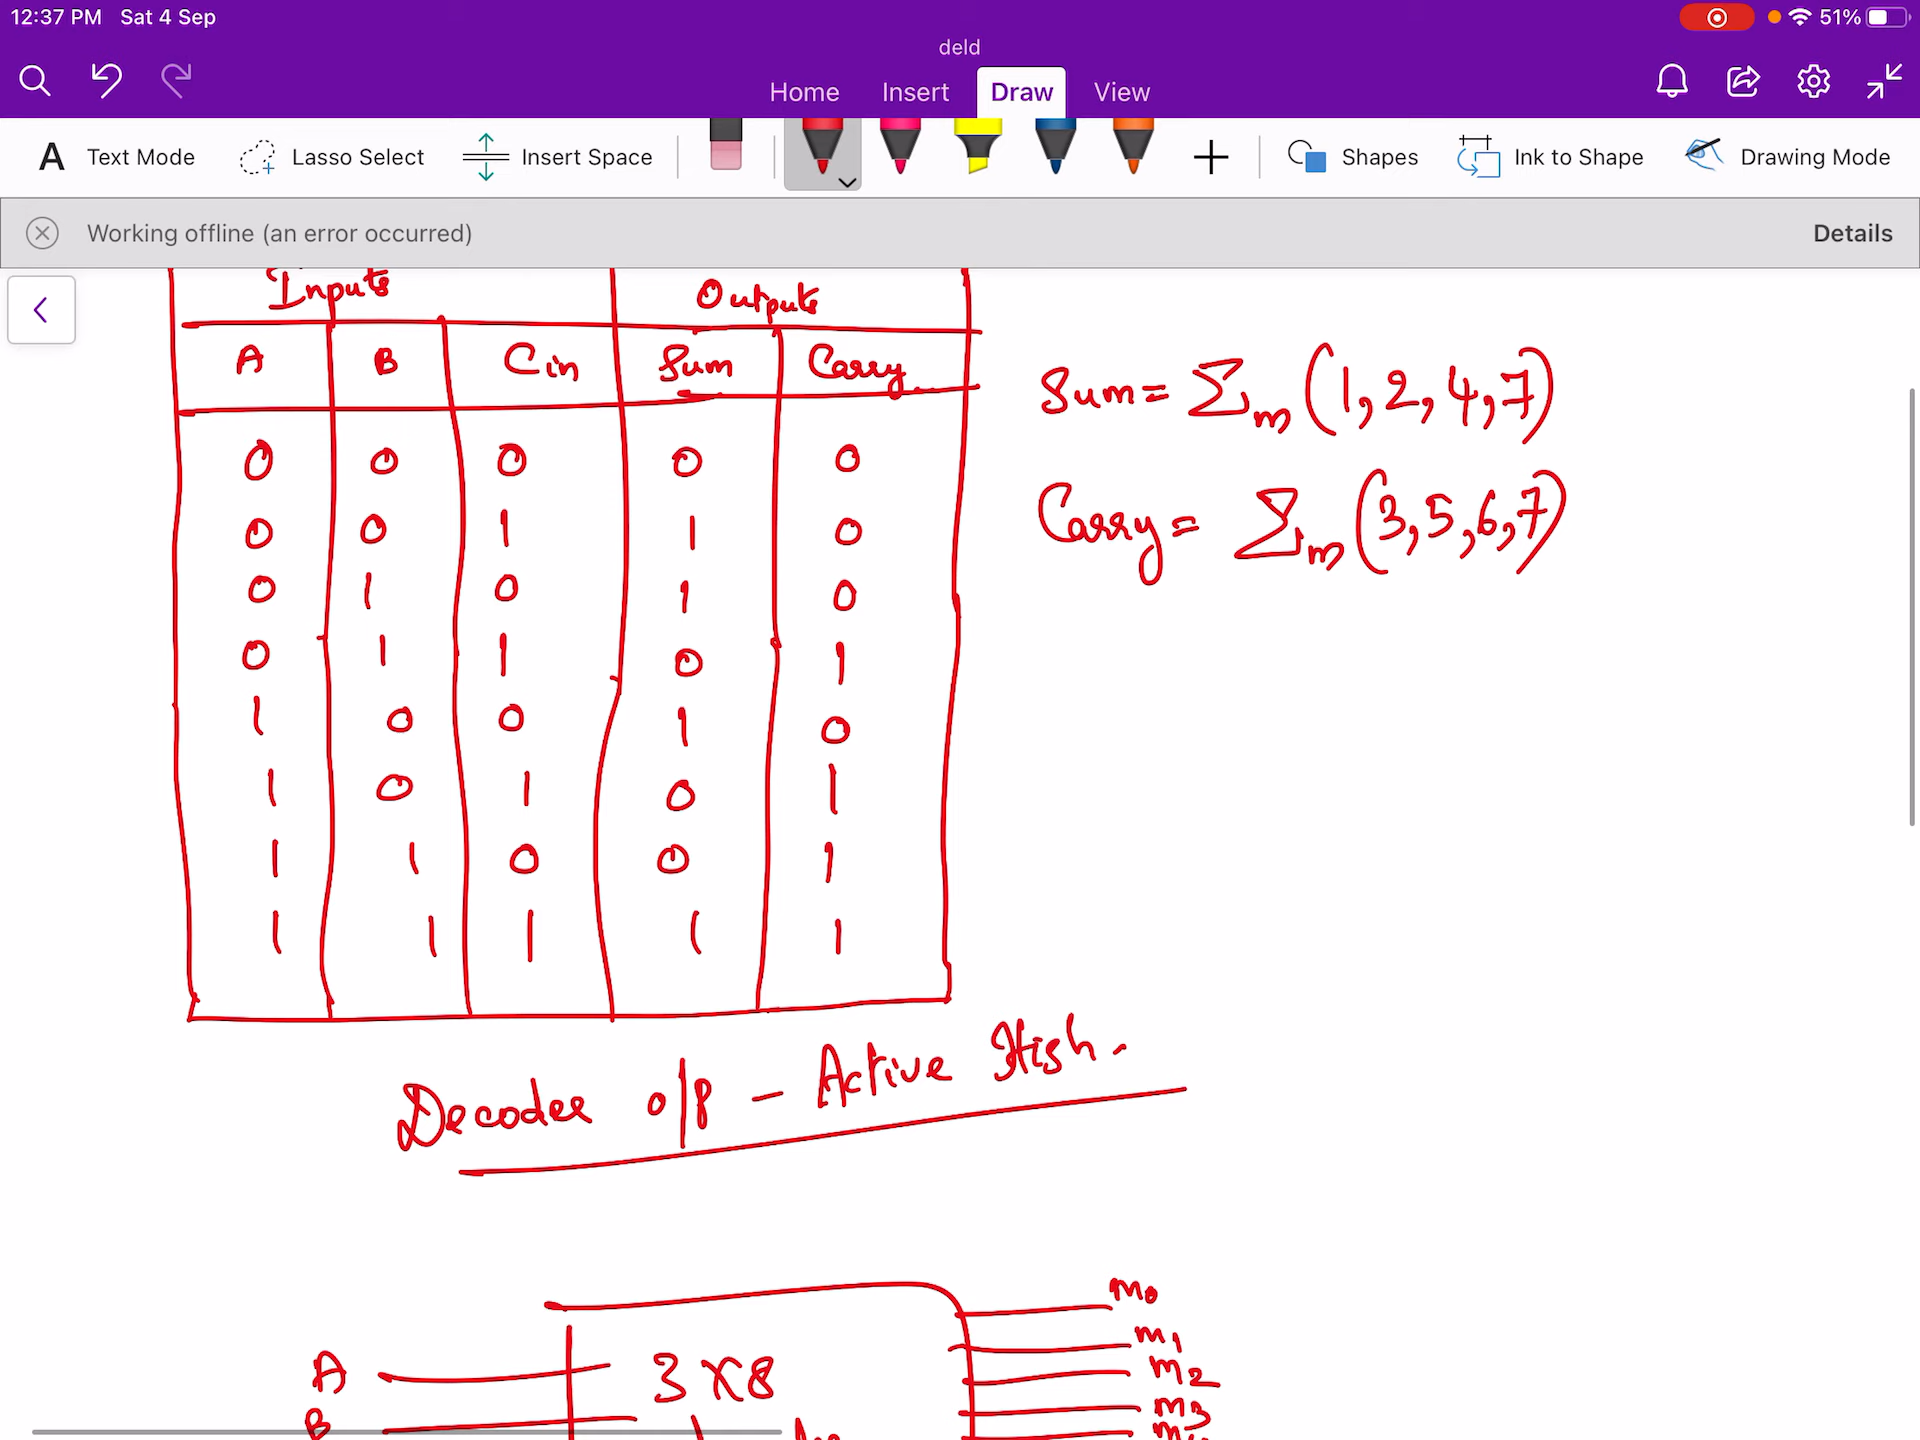 12:37 PM Sat 4 Sep 51%
deld
Home Insert Draw View
A Text Mode Lasso Select Insert Space Shapes Ink to Shape Drawing Mode
Working offline (an error occurred) Details
Inputs Outputs
A B Cin Sum Carry
0 0 0 0 0
0 0 1 1 0
0 1 0 1 0
0 1 1 0 1
1 0 0 1 0
1 0 1 0 1
1 1 0 0 1
1 1 1 1 1
Sum = Σm (1,2,4,7)
Carry = Σm (3,5,6,7)
Decoder o/p - Active High.
m0
m1
A 3X8 m2
B m3